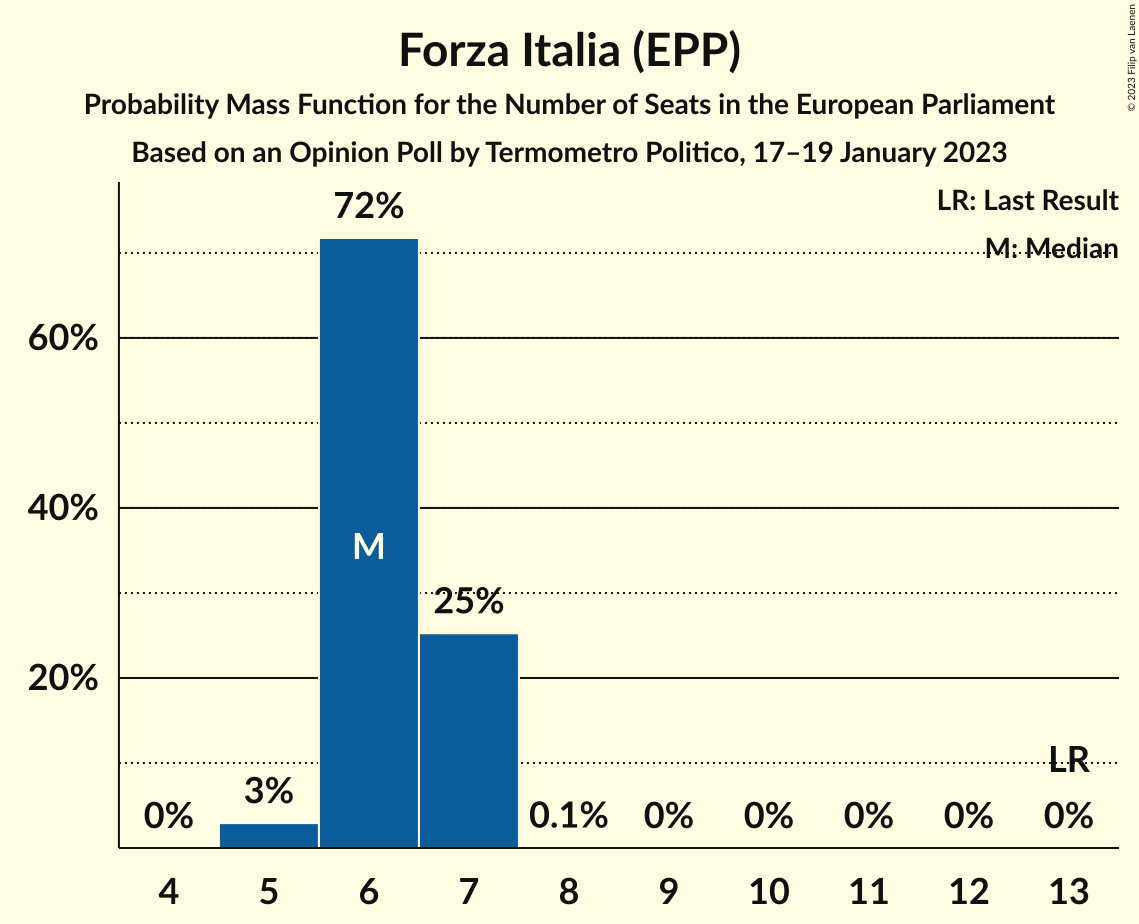 Forza Italia (EPP)
Probability Mass Function for the Number of Seats in the European Parliament
Based on an Opinion Poll by Termometro Politico, 17–19 January 2023
© 2023 Filip van Laenen
LR: Last Result
M: Median
72%
60%
40%
M
25%
20%
LR
3%
0%
0.1%
0%
0%
0%
0%
0%
4 5 6 7 8 9 10 11 12 13